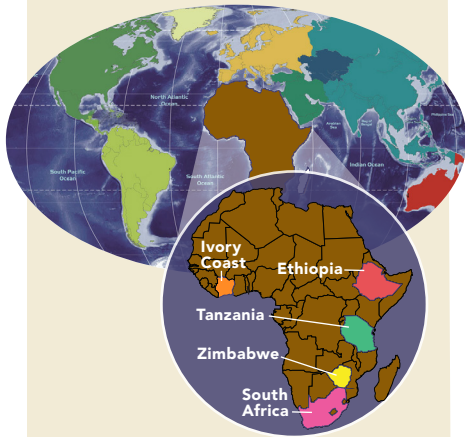 North Atlantic
Ocean
South Pacific
Ocean
South Atlantic
Ocean
Indian Ocean
Ivory
Coast
Ethiopia
Tanzania
Zimbabwe
South
Africa